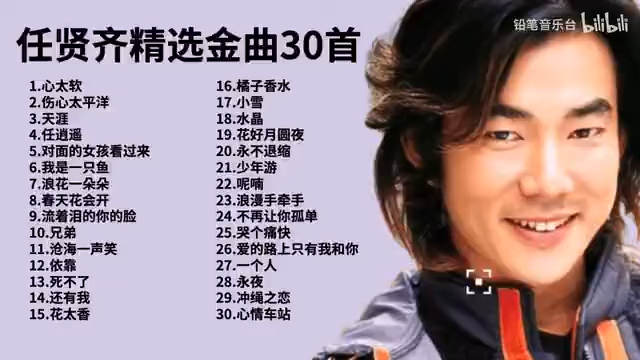 铅笔音乐台 bilibili
任贤齐精选金曲30首
1.心太软
2.伤心太平洋
3.天涯
4.任逍遥
5.对面的女孩看过来
6.我是一只鱼
7.浪花一朵朵
8.春天花会开
9.流着泪的你的脸
10.兄弟
11.沧海一声笑
12.依靠
13.死不了
14.还有我
15.花太香
16.橘子香水
17.小雪
18.水晶
19.花好月圆夜
20.永不退缩
21.少年游
22.呢喃
23.浪漫手牵手
24.不再让你孤单
25.哭个痛快
26.爱的路上只有我和你
27.一个人
28.永夜
29.冲绳之恋
30.心情车站